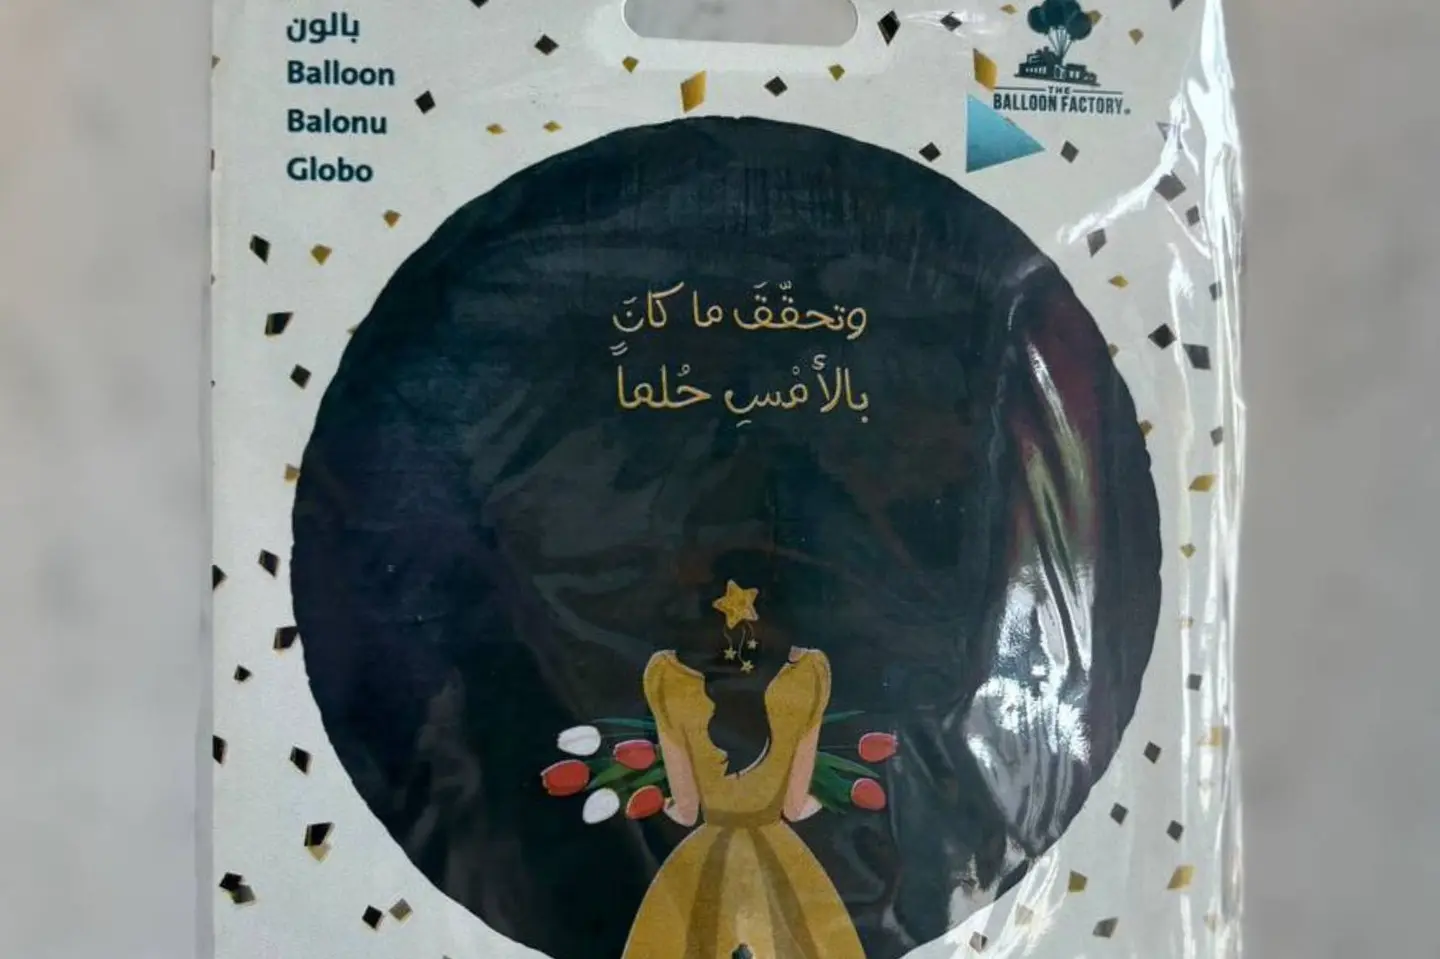 بالون
Balloon
Balonu
Globo
THE
BALLOON FACTORY
وتحقّقَ ما كانَ
بالأمْسِ حُلماً